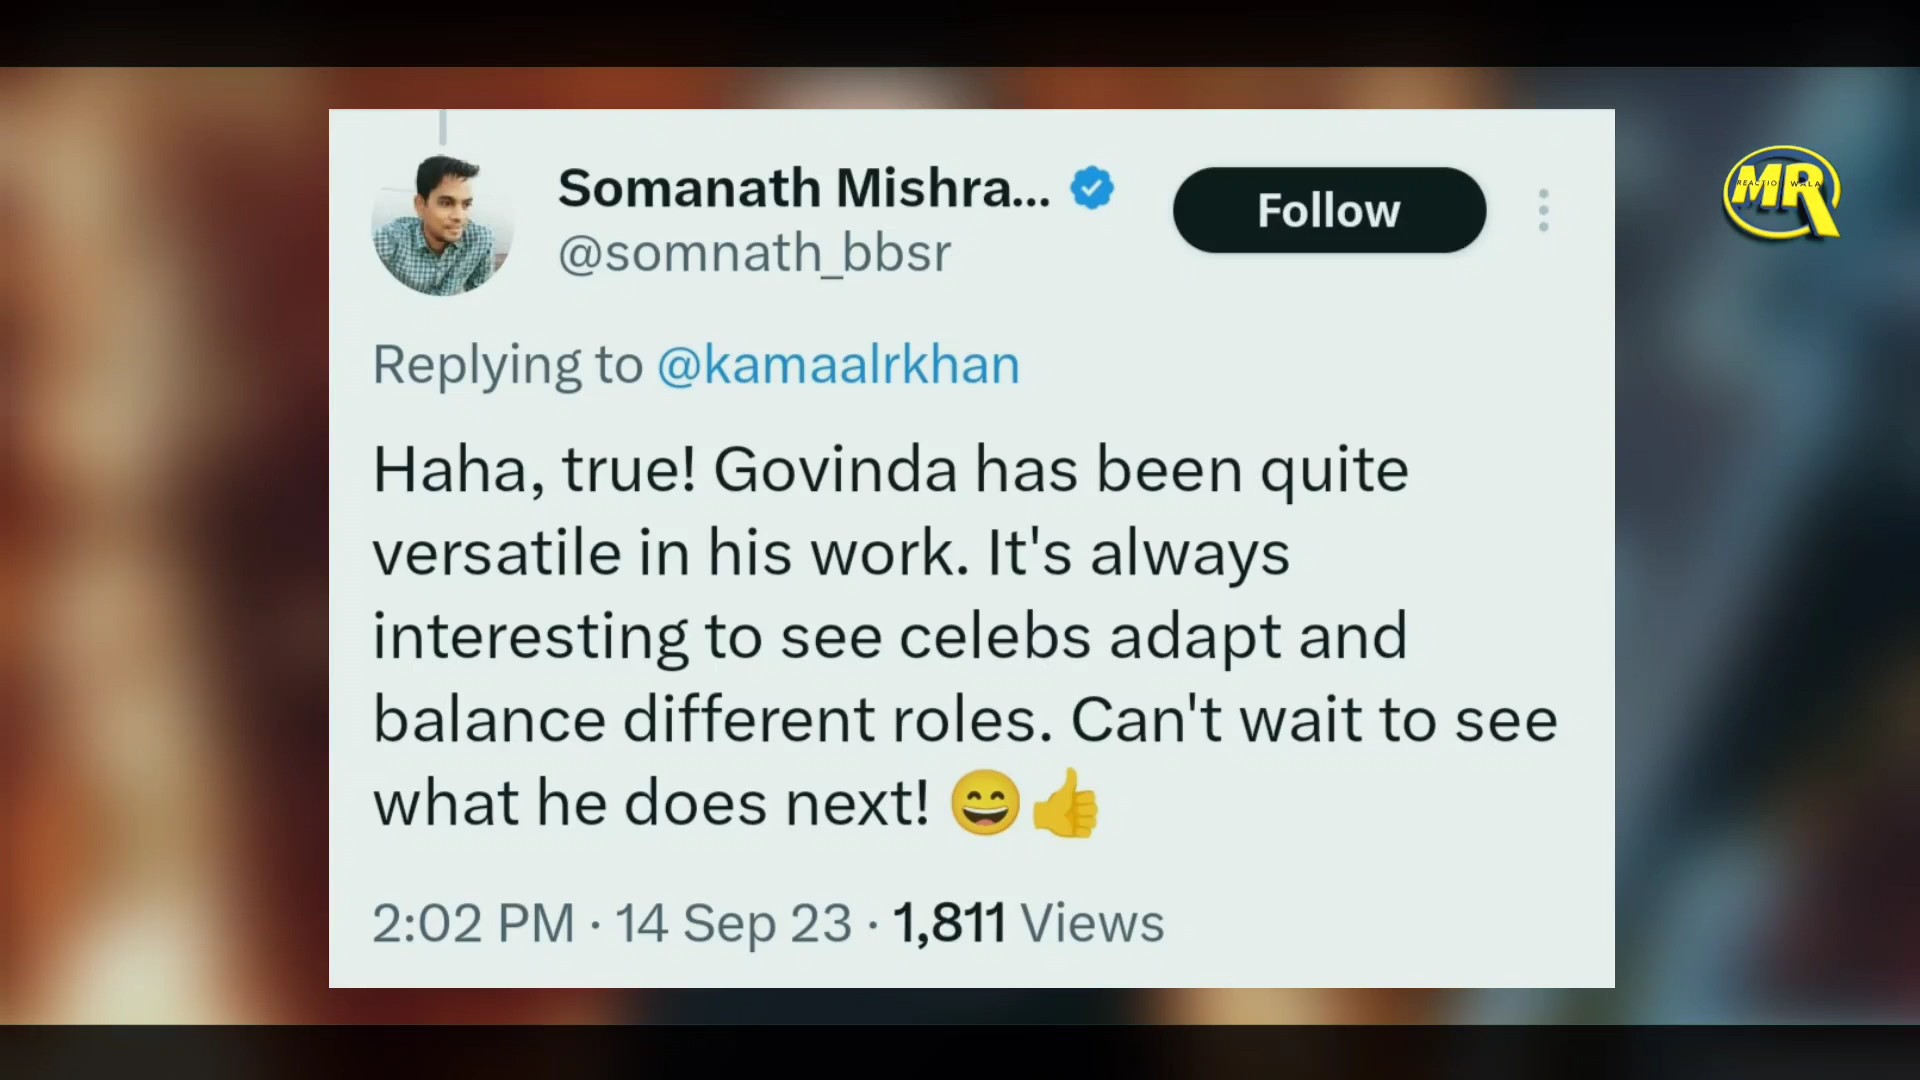 Somanath Mishra...
Follow
@somnath_bbsr
REACTION WALA
MR
Replying to @kamaalrkhan
Haha, true! Govinda has been quite
versatile in his work. It's always
interesting to see celebs adapt and
balance different roles. Can't wait to see
what he does next! 😄👍
2:02 PM · 14 Sep 23 · 1,811 Views